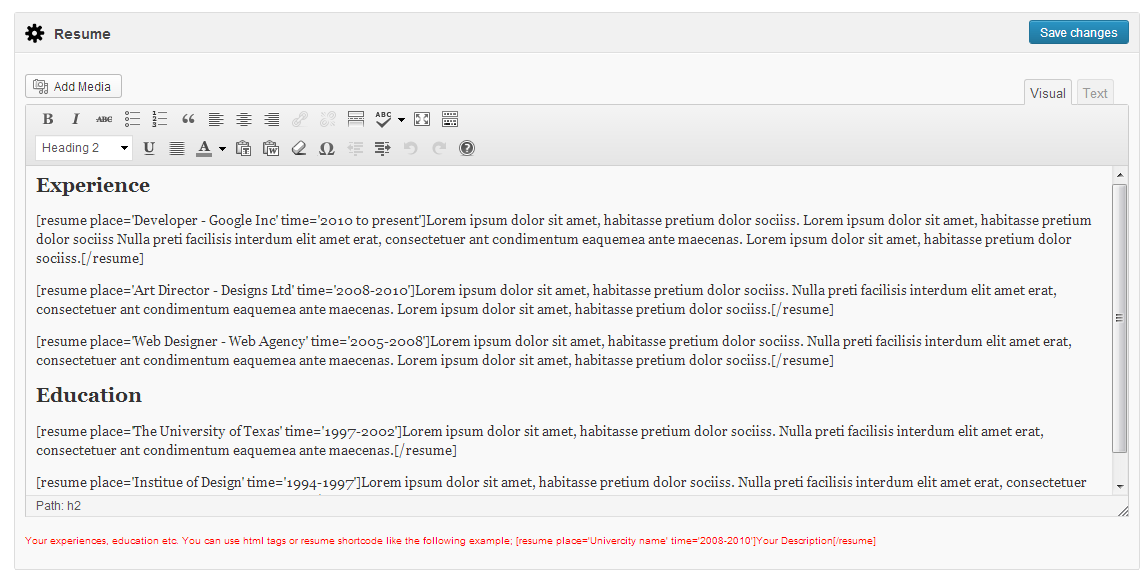 Resume
Save changes
Add Media
Visual
Text
B I ABC ABC
Heading 2
U A T W Ω
Experience
[resume place='Developer - Google Inc' time='2010 to present']Lorem ipsum dolor sit amet, habitasse pretium dolor sociiss. Lorem ipsum dolor sit amet, habitasse pretium
dolor sociiss Nulla preti facilisis interdum elit amet erat, consectetuer ant condimentum eaquemea ante maecenas. Lorem ipsum dolor sit amet, habitasse pretium dolor
sociiss.[/resume]
[resume place='Art Director - Designs Ltd' time='2008-2010']Lorem ipsum dolor sit amet, habitasse pretium dolor sociiss. Nulla preti facilisis interdum elit amet erat,
consectetuer ant condimentum eaquemea ante maecenas. Lorem ipsum dolor sit amet, habitasse pretium dolor sociiss.[/resume]
[resume place='Web Designer - Web Agency' time='2005-2008']Lorem ipsum dolor sit amet, habitasse pretium dolor sociiss. Nulla preti facilisis interdum elit amet erat,
consectetuer ant condimentum eaquemea ante maecenas. Lorem ipsum dolor sit amet, habitasse pretium dolor sociiss.[/resume]
Education
[resume place='The University of Texas' time='1997-2002']Lorem ipsum dolor sit amet, habitasse pretium dolor sociiss. Nulla preti facilisis interdum elit amet erat,
consectetuer ant condimentum eaquemea ante maecenas.[/resume]
[resume place='Institue of Design' time='1994-1997']Lorem ipsum dolor sit amet, habitasse pretium dolor sociiss. Nulla preti facilisis interdum elit amet erat, consectetuer
Path: h2
Your experiences, education etc. You can use html tags or resume shortcode like the following example; [resume place='Univercity name' time='2008-2010']Your Description[/resume]